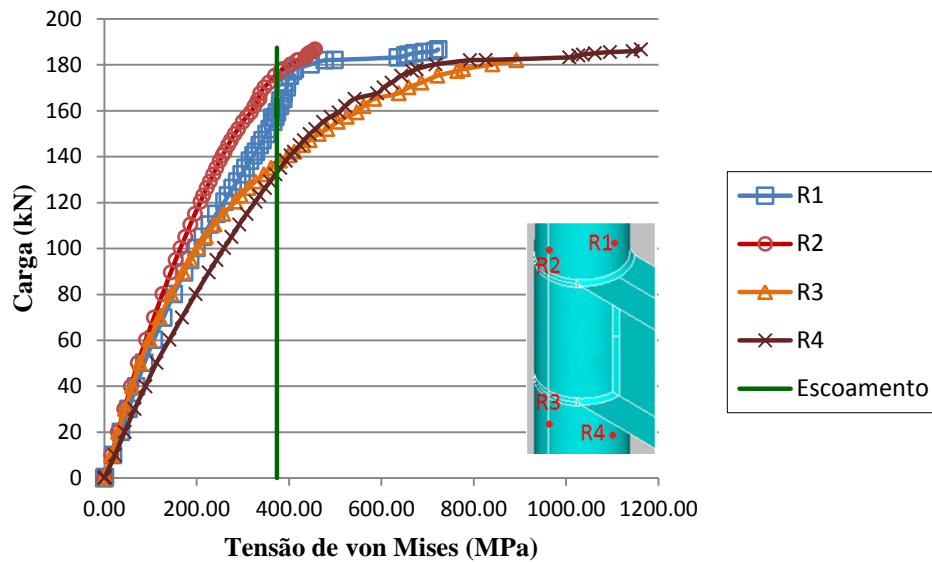 200
180
160
140
120
100
80
60
40
20
0
Carga (kN)
0.00 200.00 400.00 600.00 800.00 1000.00 1200.00
Tensão de von Mises (MPa)
R1
R2
R3
R4
R1
R2
R3
R4
Escoamento